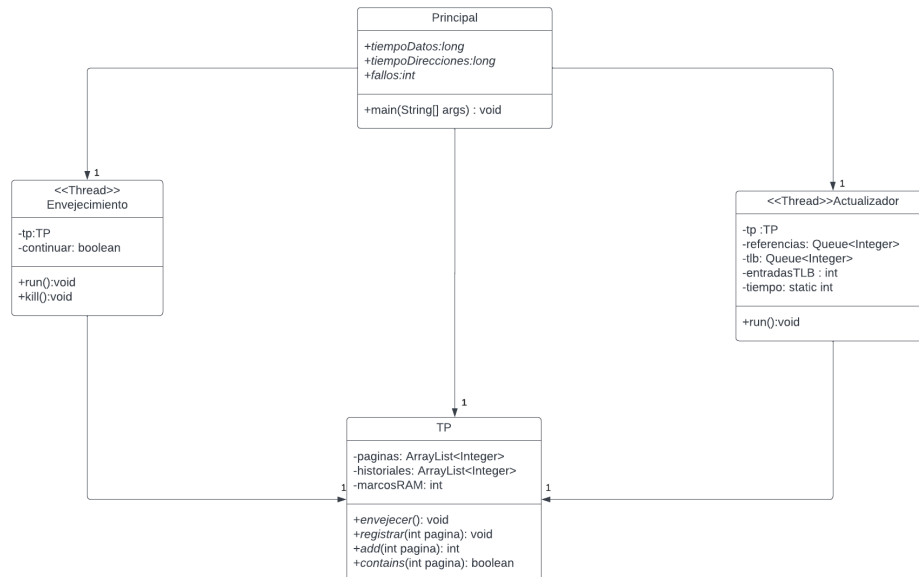 Principal
+tiempoDatos:long
+tiempoDirecciones:long
+fallos:int
+main(String[] args) : void
1
1
<<Thread>>
Envejecimiento
-tp:TP
-continuar: boolean
+run():void
+kill():void
<<Thread>>Actualizador
-tp :TP
-referencias: Queue<Integer>
-tlb: Queue<Integer>
-entradasTLB : int
-tiempo: static int
+run():void
1
TP
-paginas: ArrayList<Integer>
-historiales: ArrayList<Integer>
-marcosRAM: int
1
1
+envejecer(): void
+registrar(int pagina): void
+add(int pagina): int
+contains(int pagina): boolean